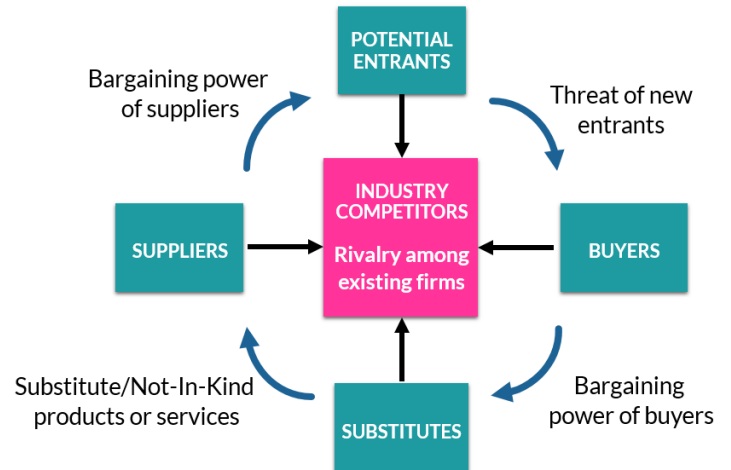 POTENTIAL
ENTRANTS
Bargaining power
of suppliers
Threat of new
entrants
INDUSTRY
COMPETITORS
Rivalry among
existing firms
SUPPLIERS
BUYERS
Substitute/Not-In-Kind
products or services
Bargaining
power of buyers
SUBSTITUTES